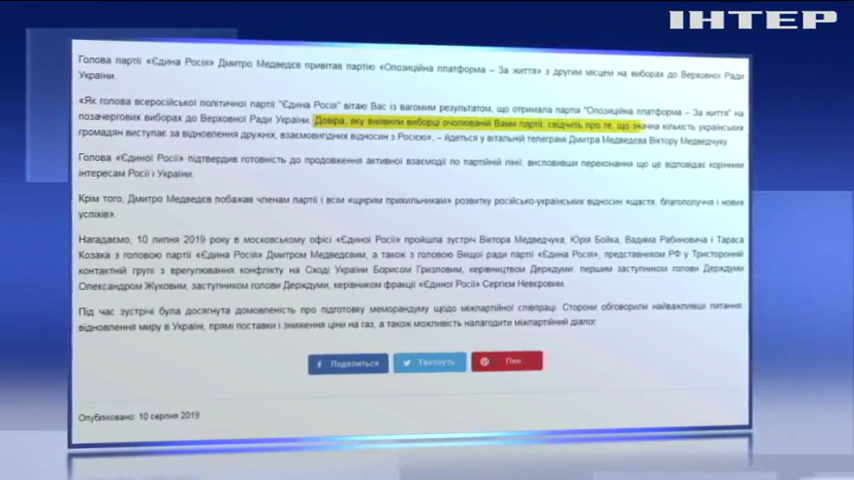 ІНТЕР
Голова партії «Єдина Росія» Дмитро Медведєв привітав партію «Опозиційна платформа – За життя» з другим місцем на виборах до Верховної Ради
України.
«Як голова всеросійської політичної партії "Єдина Росія" вітаю Вас із вагомим результатом, що отримала партія "Опозиційна платформа – За життя" на
позачергових виборах до Верховної Ради України. Довіра, яку виявили виборці очолюваній Вами партії, свідчить про те, що значна кількість українських
громадян виступає за відновлення дружніх, взаємовигідних відносин з Росією», – йдеться у вітальній телеграмі Дмитра Медведєва Віктору Медведчуку.
Голова «Єдиної Росії» підтвердив готовність до продовження активної взаємодії по партійній лінії, висловивши переконання що це відповідає корінним
інтересам Росії і України.
Крім того, Дмитро Медведєв побажав членам партії і всім «щирим прихильникам» розвитку російсько-українських відносин «щастя, благополуччя і нових
успіхів».
Нагадаємо, 10 липня 2019 року в московському офісі «Єдиної Росії» пройшла зустріч Віктора Медведчука, Юрія Бойка, Вадима Рабиновича і Тараса
Козака з головою партії «Єдина Росія» Дмитром Медведєвим, а також з головою Вищої ради партії «Єдина Росія», представником РФ у Тристоронній
контактній групі з врегулювання конфлікту на Сході України Борисом Гризловим, керівництвом Держдуми: першим заступником голови Держдуми
Олександром Жуковим, заступником голови Держдуми, керівником фракції «Єдиної Росії» Сергієм Нєвєровим.
Під час зустрічі була досягнута домовленість про підготовку меморандуму щодо міжпартійної співпраці. Сторони обговорили найважливіші питання
відновлення миру в Україні, прямі поставки і зниження ціни на газ, а також можливість налагодити міжпартійний діалог.
Поделиться Твитнуть Пин
Опубліковано: 10 серпня 2019